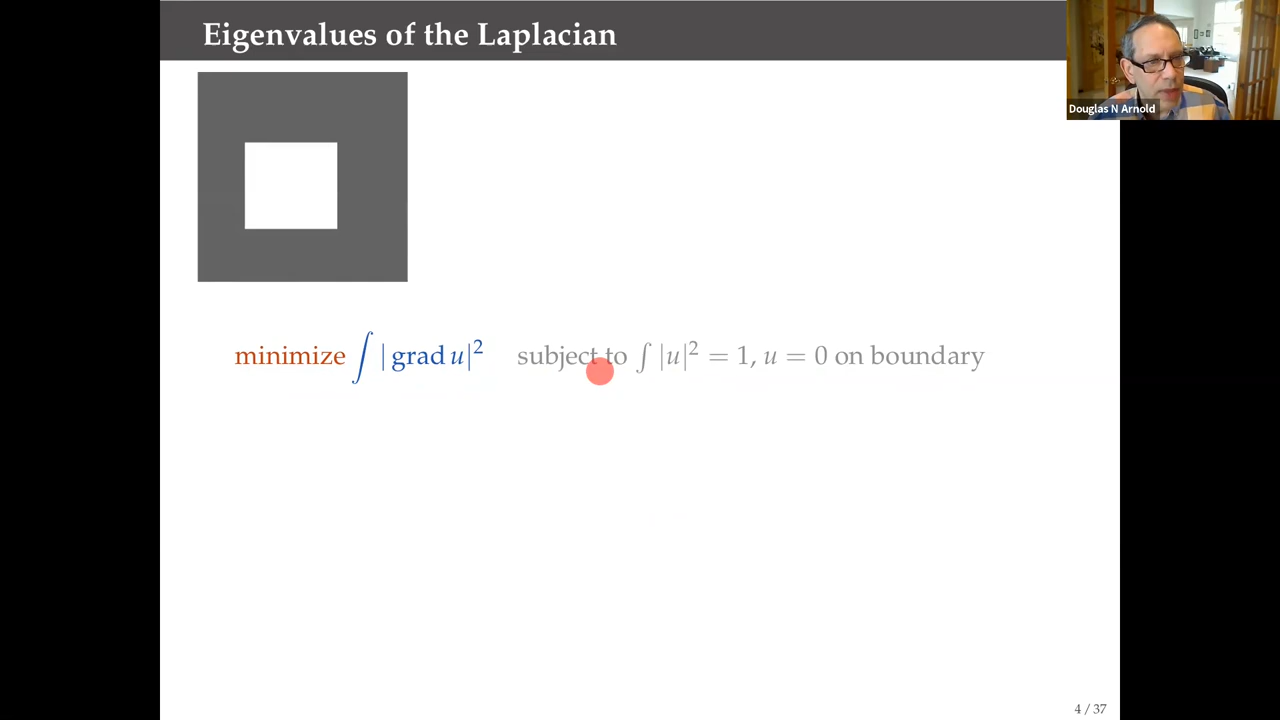 Eigenvalues of the Laplacian
Douglas N Arnold
minimize ∫ | grad u|² subject to ∫ |u|² = 1, u = 0 on boundary
4 / 37